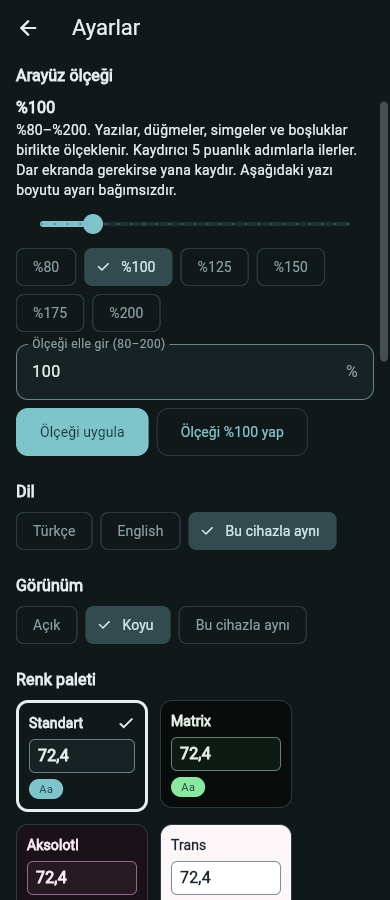 Ayarlar
Arayüz ölçeği
%100
%80–%200. Yazılar, düğmeler, simgeler ve boşluklar
birlikte ölçeklenir. Kaydırıcı 5 puanlık adımlarla ilerler.
Dar ekranda gerekirse yana kaydır. Aşağıdaki yazı
boyutu ayarı bağımsızdır.
%80 %100 %125 %150
%175 %200
Ölçeği elle gir (80–200)
100 %
Ölçeği uygula Ölçeği %100 yap
Dil
Türkçe English Bu cihazla aynı
Görünüm
Açık Koyu Bu cihazla aynı
Renk paleti
Standart Matrix
72,4 72,4
Aa Aa
Aksolotl Trans
72,4 72,4